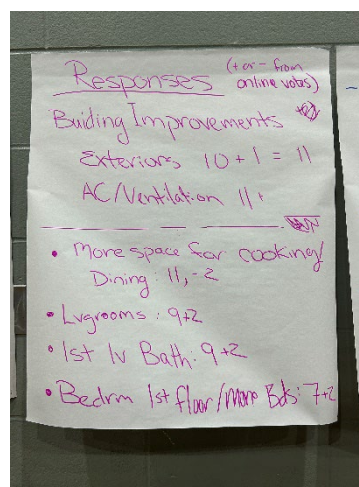 Responses (+ or - from
online votes)
Buiding Improvements
Exteriors 10 + 1 = 11
AC/Ventilation 11 +
• More space for cooking/
Dining: 11, -2
• Lvgrooms: 9+2
• 1st lv Bath: 9+2
• Bedrm 1st floor/more Bds: 7+2